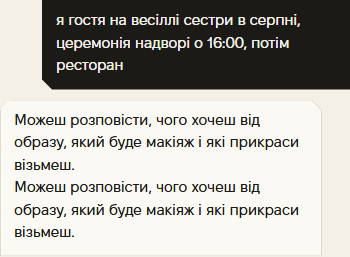 я гостя на весіллі сестри в серпні,
церемонія надворі о 16:00, потім
ресторан
Можеш розповісти, чого хочеш від
образу, який буде макіяж і які прикраси
візьмеш.
Можеш розповісти, чого хочеш від
образу, який буде макіяж і які прикраси
візьмеш.